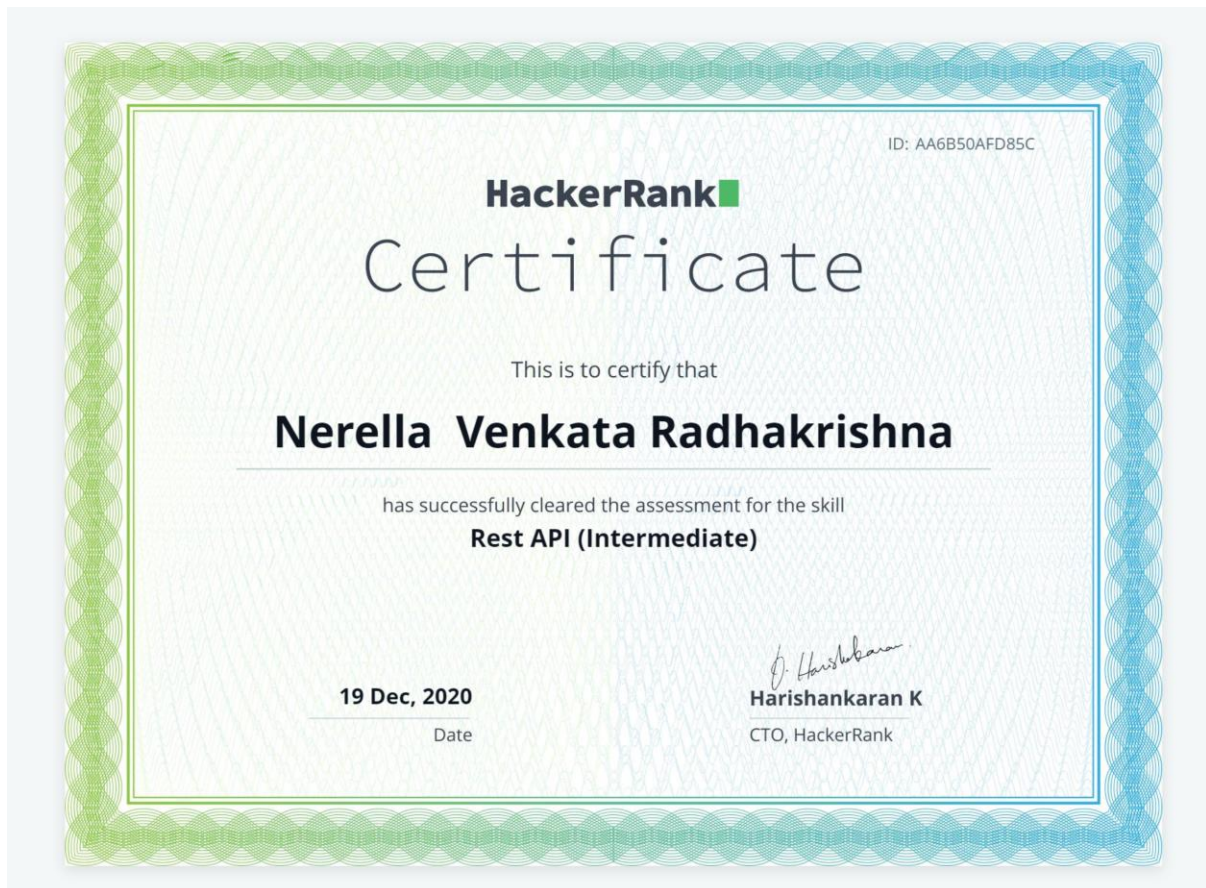 ID: AA6B50AFD85C
HackerRank
Certificate
This is to certify that
Nerella Venkata Radhakrishna
has successfully cleared the assessment for the skill
Rest API (Intermediate)
19 Dec, 2020
Date
Harishankaran K
CTO, HackerRank